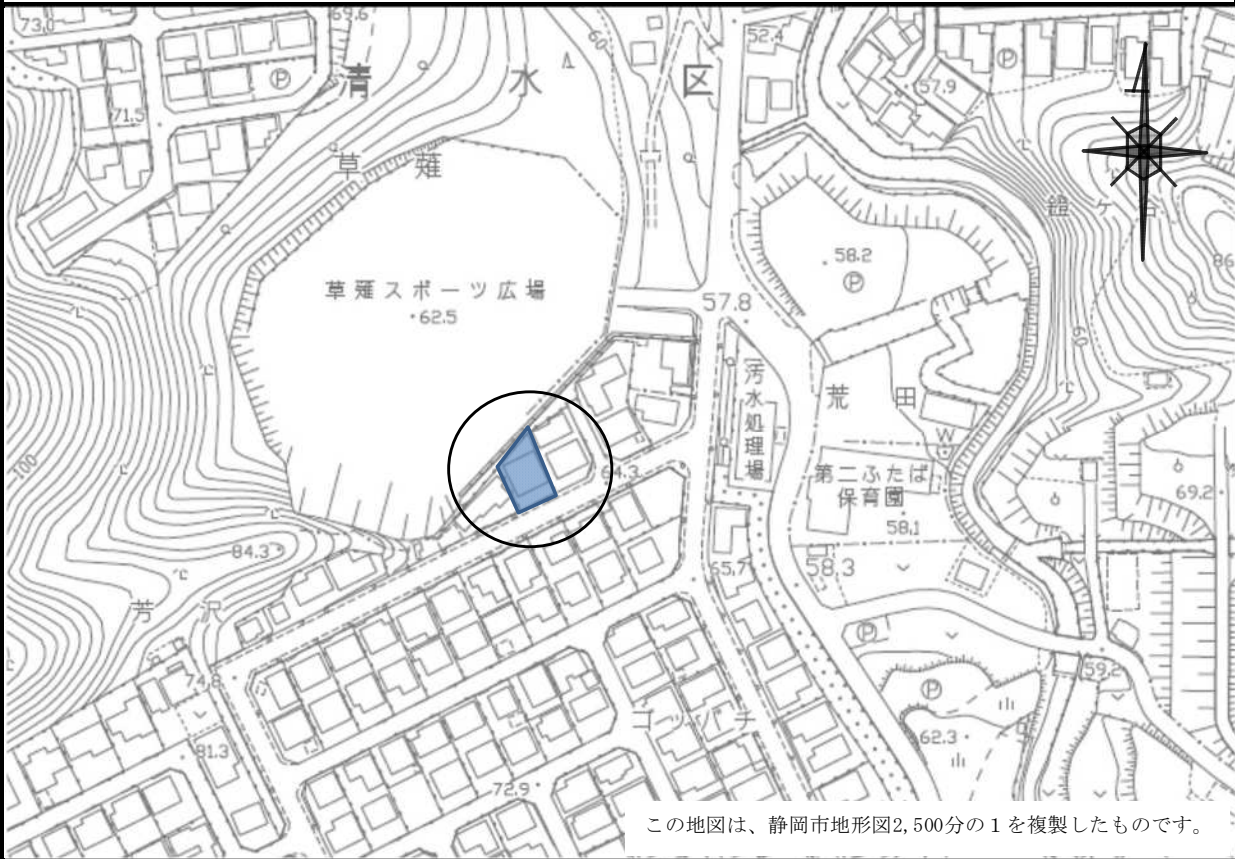 73.0
69.6
71.5
Ⓟ
清水区
60
52.4
Ⓟ
57.9
草薙
草薙スポーツ広場
62.5
57.8
58.2
Ⓟ
60
86
汚水処理場
荒田
W
第二ふたば
保育園
58.1
69.2
64.3
100
84.3
芳沢
65.7
58.3
Ⓟ
59.2
74.8
81.3
ゴッパチ
Ⓟ
62.3
72.9
この地図は、静岡市地形図2,500分の1を複製したものです。